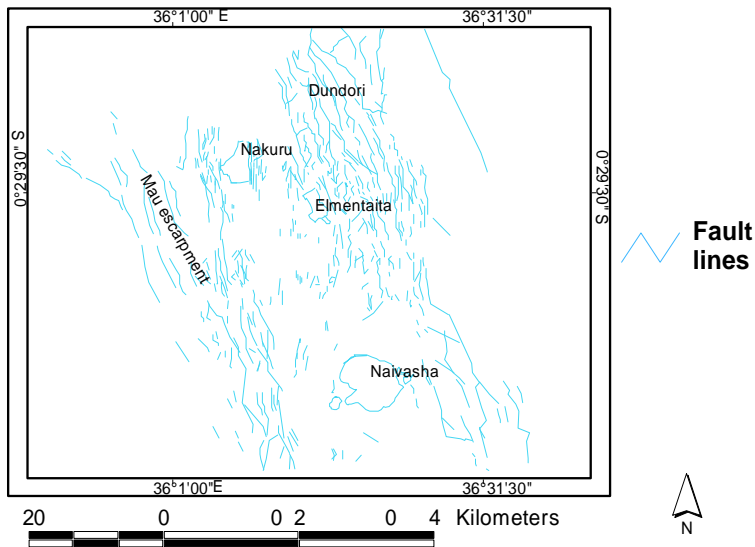 36°1'00" E
36°31'30"
Dundori
Nakuru
0°29'30" S
0°29'30" S
Elmentaita
Mau escarpment
Fault
lines
Naivasha
36°1'00" E
36°31'30"
20 0 0 2 0 4 Kilometers
N